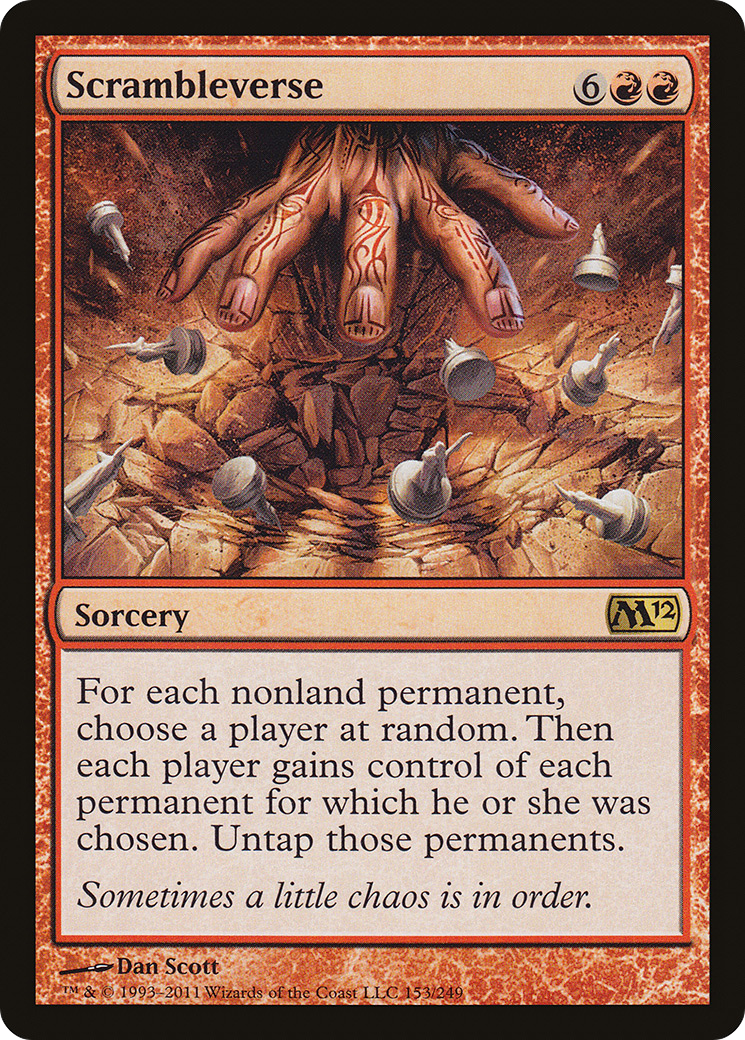 Scrambleverse 6
Sorcery M12
For each nonland permanent,
choose a player at random. Then
each player gains control of each
permanent for which he or she was
chosen. Untap those permanents.
Sometimes a little chaos is in order.
Dan Scott
™ & © 1993–2011 Wizards of the Coast LLC 153/249